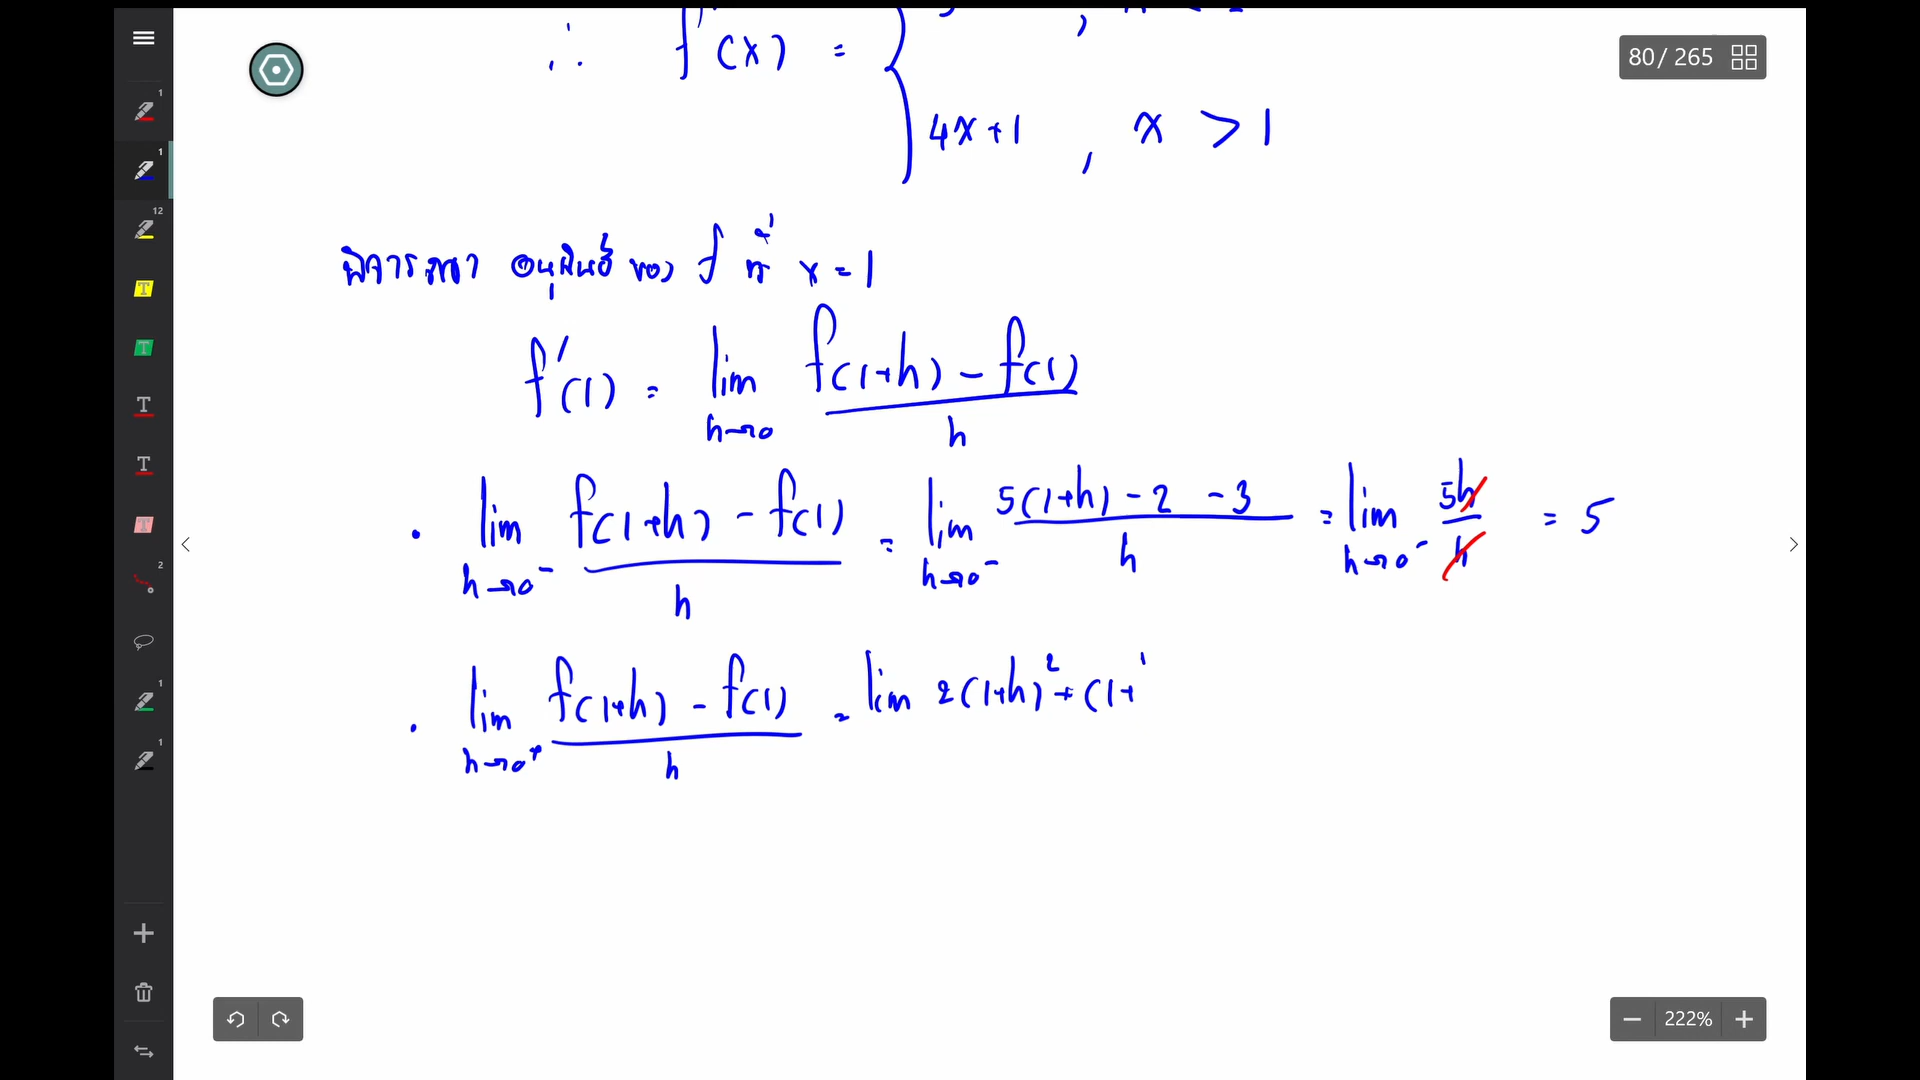 80 / 265
∴ f'(x) = {
4x+1 , x > 1
พิจารณา อนุพันธ์ ของ f ที่ x = 1
f'(1) = lim h→0 f(1+h) - f(1) / h
• lim h→0⁻ f(1+h) - f(1) / h = lim h→0⁻ 5(1+h) - 2 - 3 / h = lim h→0⁻ 5h / h = 5
• lim h→0⁺ f(1+h) - f(1) / h = lim 2(1+h)² + (1+
222%